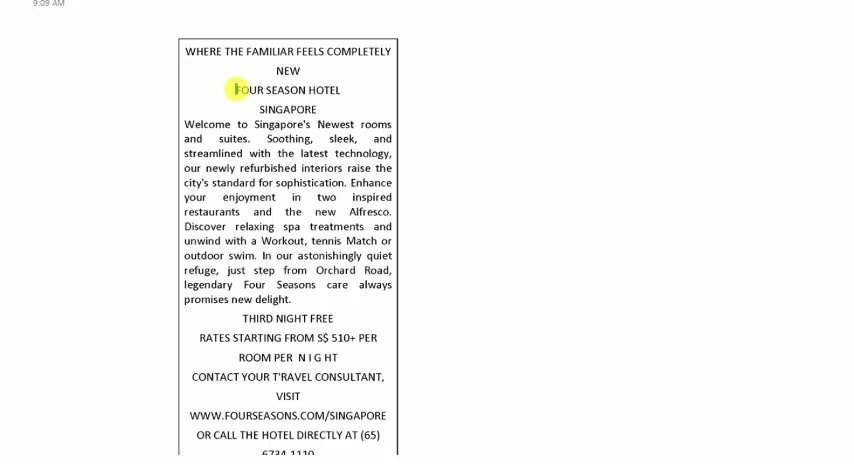 9:09 AM
WHERE THE FAMILIAR FEELS COMPLETELY
NEW
FOUR SEASON HOTEL
SINGAPORE
Welcome to Singapore's Newest rooms
and suites. Soothing, sleek, and
streamlined with the latest technology,
our newly refurbished interiors raise the
city's standard for sophistication. Enhance
your enjoyment in two inspired
restaurants and the new Alfresco.
Discover relaxing spa treatments and
unwind with a Workout, tennis Match or
outdoor swim. In our astonishingly quiet
refuge, just step from Orchard Road,
legendary Four Seasons care always
promises new delight.
THIRD NIGHT FREE
RATES STARTING FROM S$ 510+ PER
ROOM PER N I G HT
CONTACT YOUR T'RAVEL CONSULTANT,
VISIT
WWW.FOURSEASONS.COM/SINGAPORE
OR CALL THE HOTEL DIRECTLY AT (65)
6734-1110